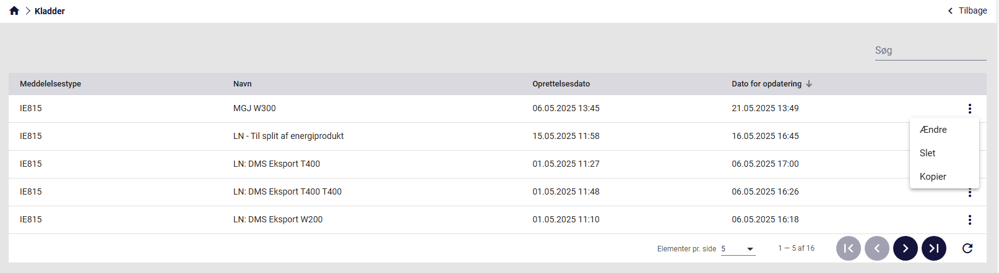 Kladder
Tilbage
Søg
Meddelelsestype Navn Oprettelsesdato Dato for opdatering
IE815 MGJ W300 06.05.2025 13:45 21.05.2025 13:49
Ændre
IE815 LN - Til split af energiprodukt 15.05.2025 11:58 16.05.2025 16:45
Slet
IE815 LN: DMS Eksport T400 01.05.2025 11:27 06.05.2025 17:00
Kopier
IE815 LN: DMS Eksport T400 T400 01.05.2025 11:48 06.05.2025 16:26
IE815 LN: DMS Eksport W200 01.05.2025 11:10 06.05.2025 16:18
Elementer pr. side 5 1 – 5 af 16